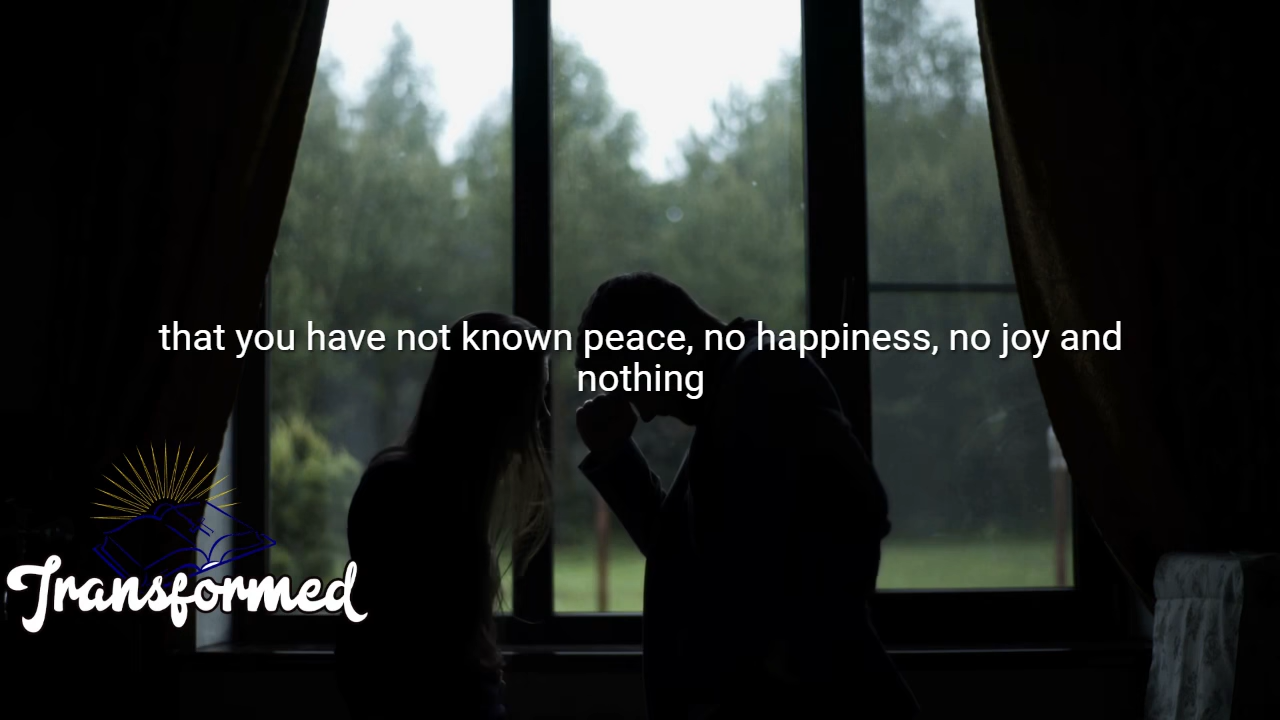 that you have not known peace, no happiness, no joy and
nothing
Transformed